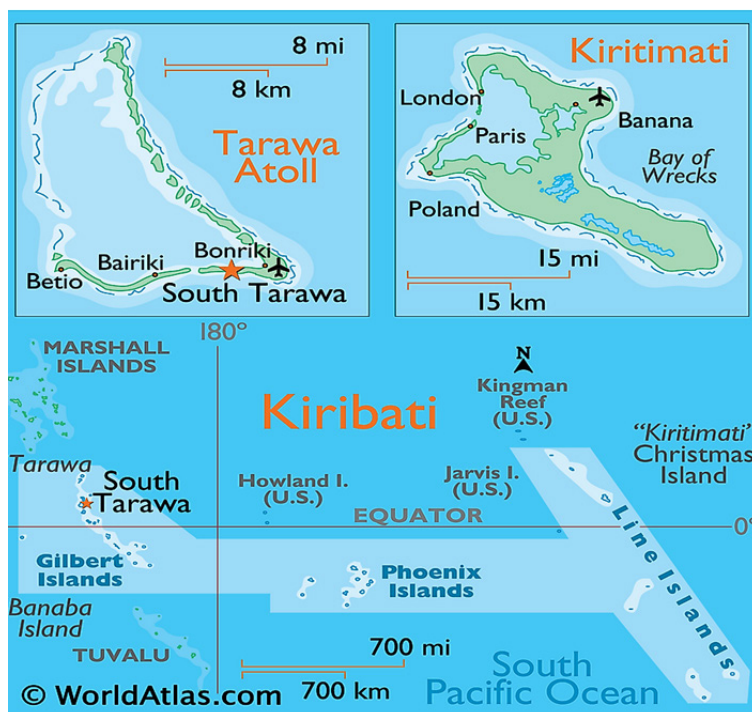 8 mi
8 km
Tarawa
Atoll
Bonriki
Bairiki
Betio
South Tarawa
Kiritimati
London
Banana
Paris
Bay of
Wrecks
Poland
15 mi
15 km
180°
MARSHALL
ISLANDS
N
Kingman
Reef
(U.S.)
Kiribati
"Kiritimati"
Christmas
Island
Tarawa
South
Tarawa
Howland I.
(U.S.)
Jarvis I.
(U.S.)
EQUATOR
0°
Line Islands
Gilbert
Islands
Phoenix
Islands
Banaba
Island
TUVALU
700 mi
700 km
South
Pacific Ocean
© WorldAtlas.com